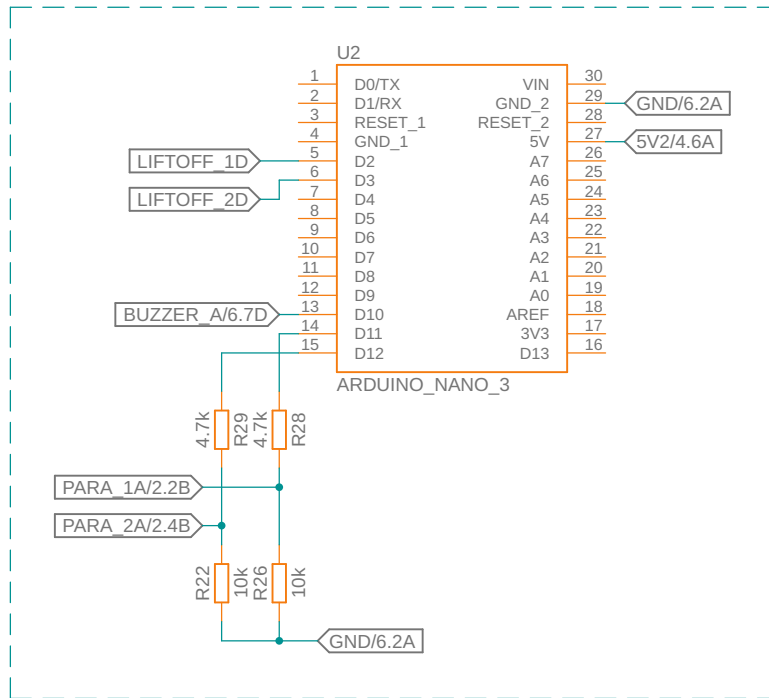 U2
1 D0/TX VIN 30
2 D1/RX GND_2 29 GND/6.2A
3 RESET_1 RESET_2 28
4 GND_1 5V 27 5V2/4.6A
LIFTOFF_1D 5 D2 A7 26
6 D3 A6 25
LIFTOFF_2D 7 D4 A5 24
8 D5 A4 23
9 D6 A3 22
10 D7 A2 21
11 D8 A1 20
12 D9 A0 19
BUZZER_A/6.7D 13 D10 AREF 18
14 D11 3V3 17
15 D12 D13 16
ARDUINO_NANO_3
4.7k R29 4.7k R28
PARA_1A/2.2B
PARA_2A/2.4B
R22 10k R26 10k
GND/6.2A